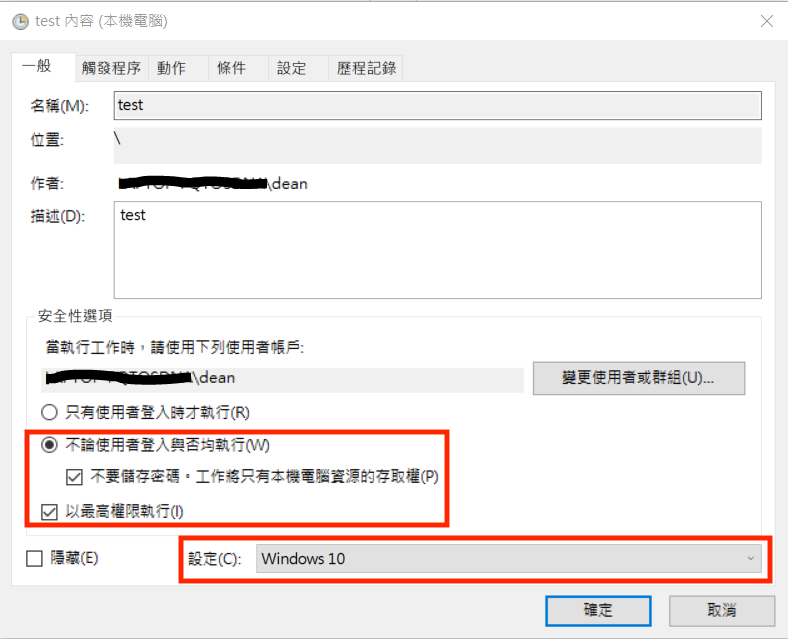 test 內容 (本機電腦)
一般 觸發程序 動作 條件 設定 歷程記錄
名稱(M): test
位置: \
作者: \dean
描述(D): test
安全性選項
當執行工作時，請使用下列使用者帳戶:
\dean 變更使用者或群組(U)...
只有使用者登入時才執行(R)
不論使用者登入與否均執行(W)
不要儲存密碼。工作將只有本機電腦資源的存取權(P)
以最高權限執行(I)
隱藏(E) 設定(C): Windows 10
確定 取消